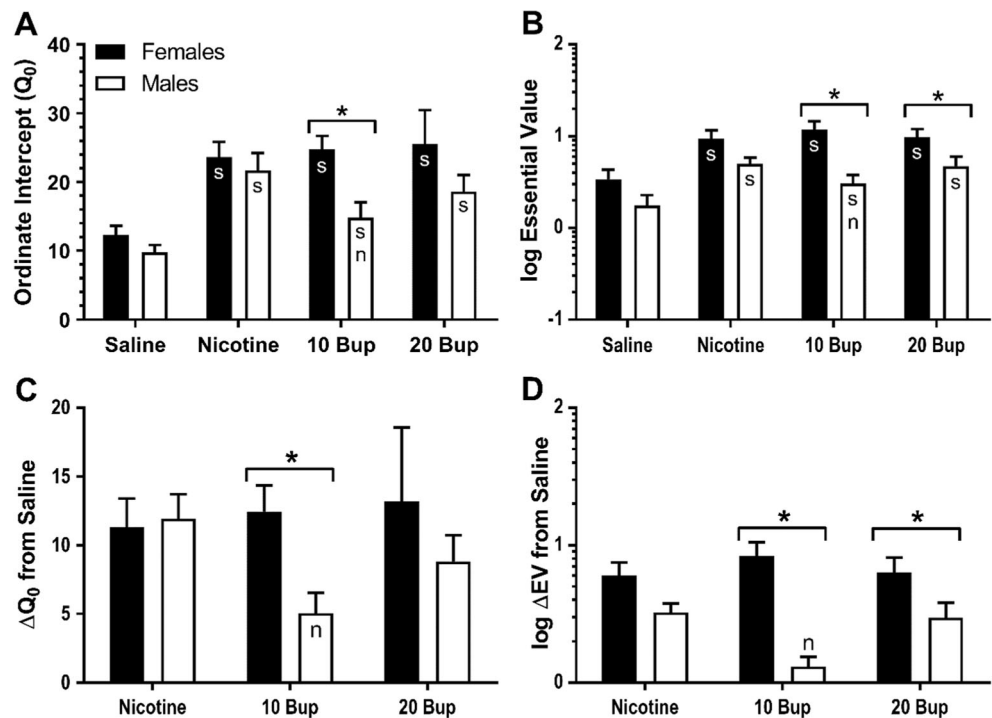 A
Ordinate Intercept (Q₀)
40
30
20
10
0
Females
Males
*
s
s
s
s
n
s
s
Saline Nicotine 10 Bup 20 Bup
B
log Essential Value
2
1
0
-1
*
*
s
s
s
s
n
s
s
Saline Nicotine 10 Bup 20 Bup
C
ΔQ₀ from Saline
20
15
10
5
0
*
n
Nicotine 10 Bup 20 Bup
D
log ΔEV from Saline
2
1
0
*
*
n
Nicotine 10 Bup 20 Bup